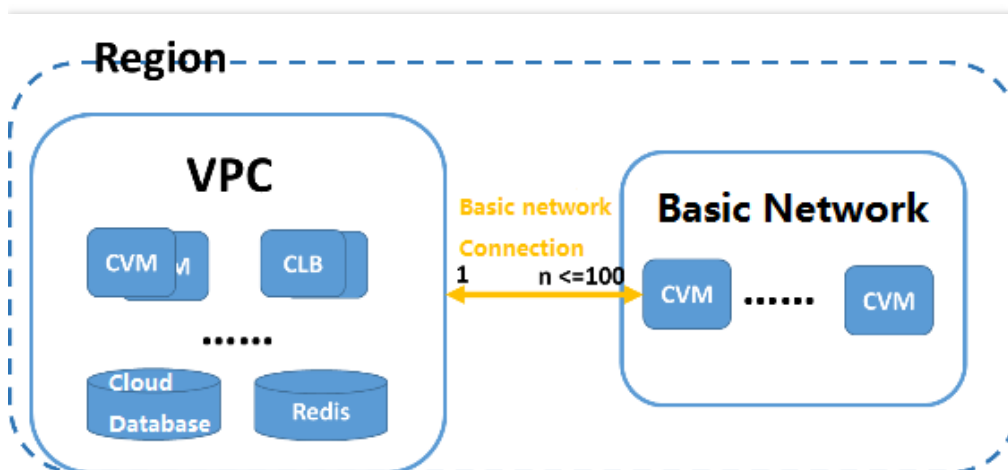 Region
VPC
Basic Network
Basic network
Connection
1 n <=100
CVM M
CLB
CVM ...... CVM
......
Cloud
Database
Redis